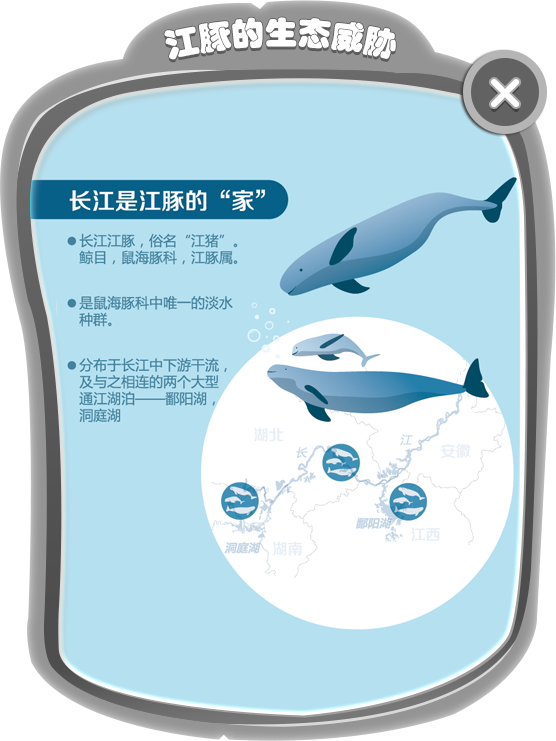 江豚的生态威胁
长江是江豚的“家”
长江江豚，俗名“江猪”。
鲸目，鼠海豚科，江豚属。
是鼠海豚科中唯一的淡水
种群。
分布于长江中下游干流，
及与之相连的两个大型
通江湖泊——鄱阳湖，
洞庭湖
湖北
长
江
安徽
鄱阳湖
江西
洞庭湖
湖南